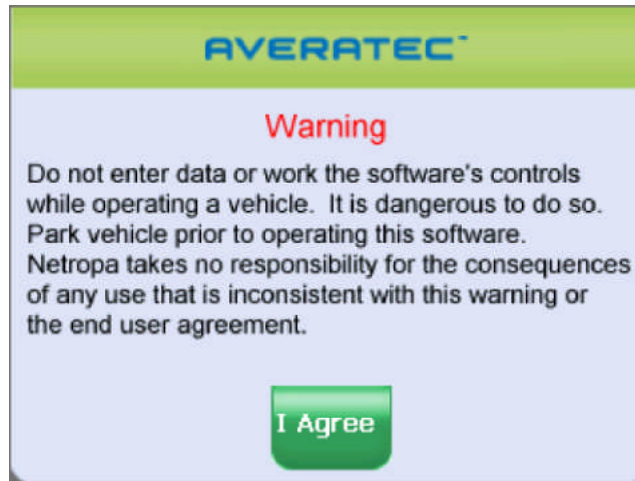 AVERATEC™
Warning
Do not enter data or work the software's controls
while operating a vehicle.  It is dangerous to do so.
Park vehicle prior to operating this software.
Netropa takes no responsibility for the consequences
of any use that is inconsistent with this warning or
the end user agreement.
I Agree